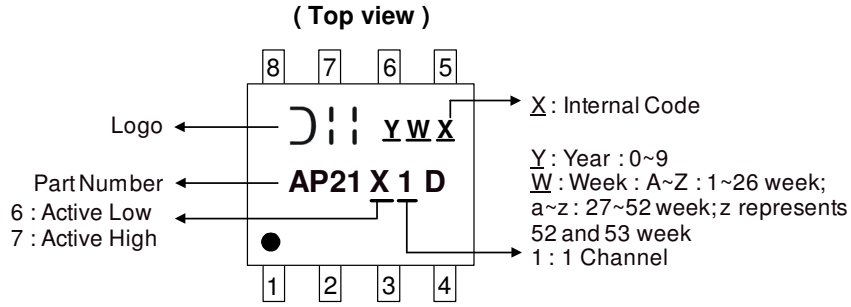 ( Top view )
8 7 6 5
Logo
Y W X
X : Internal Code
Part Number
AP21 X 1 D
6 : Active Low
7 : Active High
Y : Year : 0~9
W : Week : A~Z : 1~26 week;
a~z : 27~52 week; z represents
52 and 53 week
1 : 1 Channel
1 2 3 4